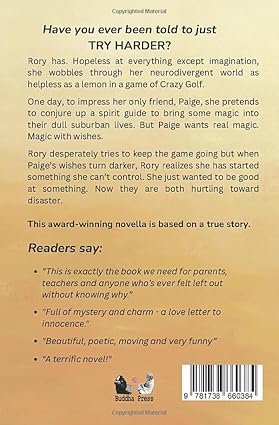 Copyrighted Material
Have you ever been told to just
TRY HARDER?
Rory has. Hopeless at everything except imagination,
she wobbles through her neurodivergent world as
helpless as a lemon in a game of Crazy Golf.
One day, to impress her only friend, Paige, she pretends
to conjure up a spirit guide to bring some magic into
their dull suburban lives. But Paige wants real magic.
Magic with wishes.
Rory desperately tries to keep the game going but when
Paige's wishes turn darker, Rory realizes she has started
something she can't control. She just wanted to be good
at something. Now they are both hurtling toward
disaster.
This award-winning novella is based on a true story.
Readers say:
• "This is exactly the book we need for parents,
teachers and anyone who's ever felt left out
without knowing why."
• "Full of mystery and charm - a love letter to
innocence."
• "Beautiful, poetic, moving and very funny"
• "A terrific novel!"
Buddha Press
9 781738 660384
Copyrighted Material